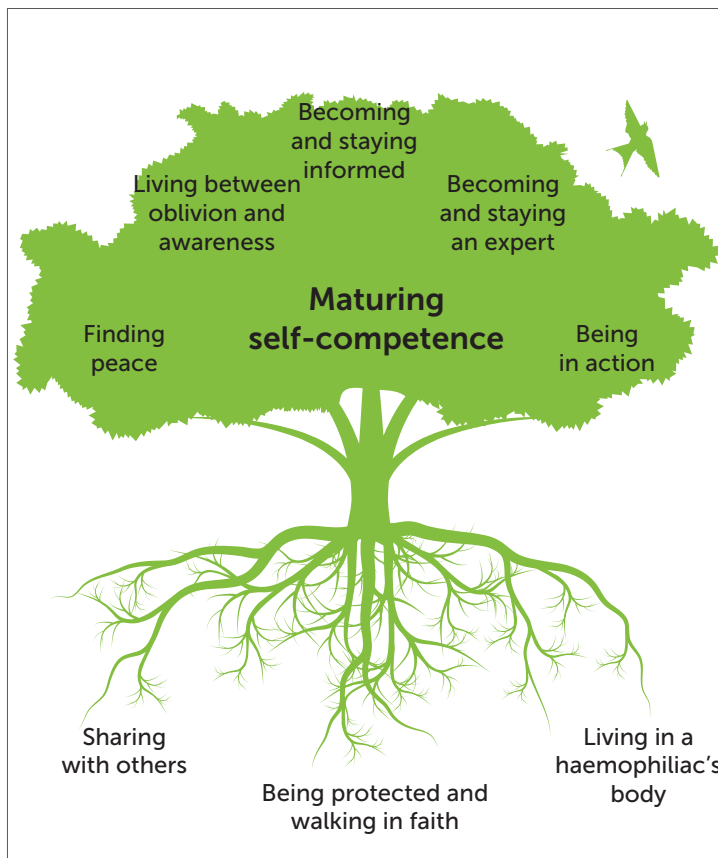 Becoming
and staying
informed
Living between
oblivion and
awareness
Becoming
and staying
an expert
Maturing
self-competence
Finding
peace
Being
in action
Sharing
with others
Being protected and
walking in faith
Living in a
haemophiliac's
body